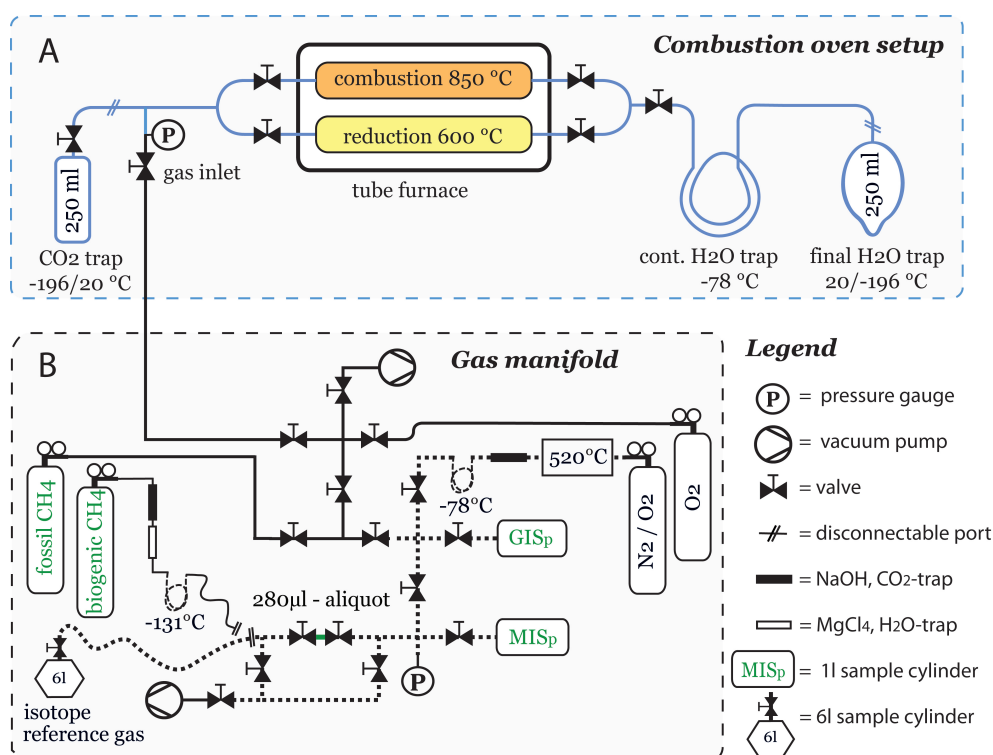 A
Combustion oven setup
combustion 850 °C
reduction 600 °C
tube furnace
P
gas inlet
250 ml
CO2 trap
-196/20 °C
cont. H2O trap
-78 °C
250 ml
final H2O trap
20/-196 °C
B
Gas manifold
fossil CH4
biogenic CH4
-131°C
280µl - aliquot
-78°C
520°C
N2 / O2
O2
GISp
MISp
P
6l
isotope
reference gas
Legend
P = pressure gauge
= vacuum pump
= valve
= disconnectable port
= NaOH, CO2-trap
= MgCl4, H2O-trap
MISp = 1l sample cylinder
6l = 6l sample cylinder